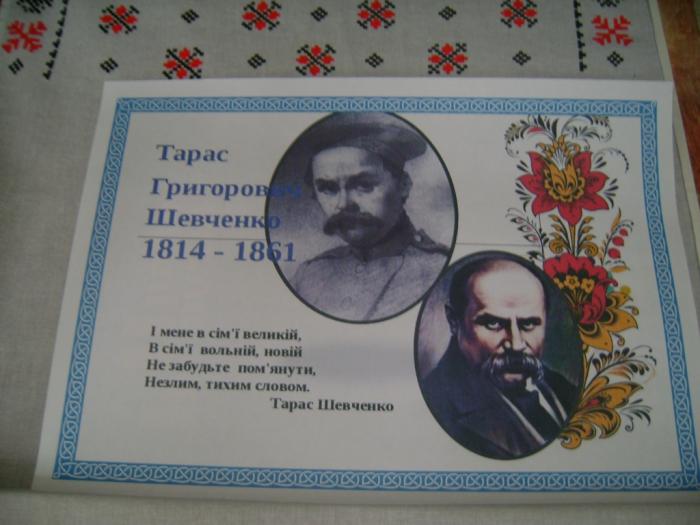 Тарас
Григорович
Шевченко
1814 - 1861
І мене в сім'ї великій,
В сім'ї вольній, новій
Не забудьте пом'янути,
Незлим, тихим словом.
Тарас Шевченко